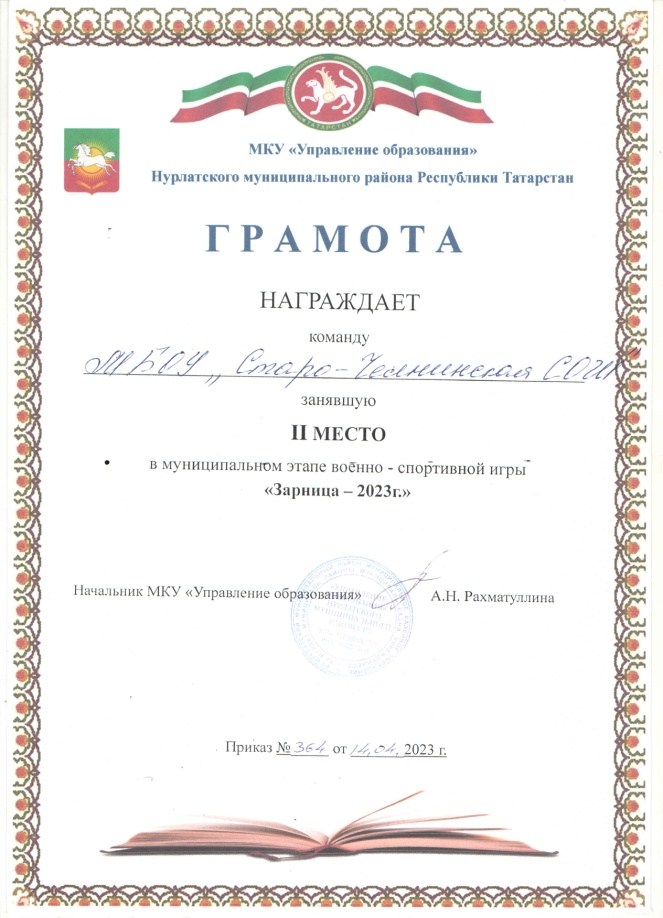 ТАТАРСТАН
МКУ «Управление образования»
Нурлатского муниципального района Республики Татарстан
ГРАМОТА
НАГРАЖДАЕТ
команду
МБОУ „Старо-Челнинская СОШ"
занявшую
II МЕСТО
в муниципальном этапе военно - спортивной игры
«Зарница – 2023г.»
Начальник МКУ «Управление образования» А.Н. Рахматуллина
Приказ № 364 от 14.04. 2023 г.